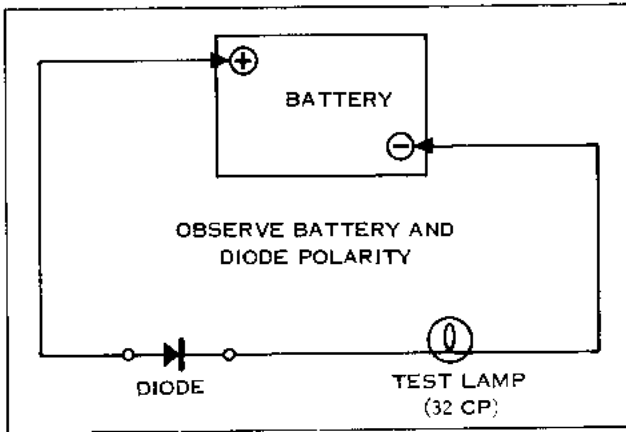 +
BATTERY
−
OBSERVE BATTERY AND
DIODE POLARITY
DIODE
TEST LAMP
(32 CP)